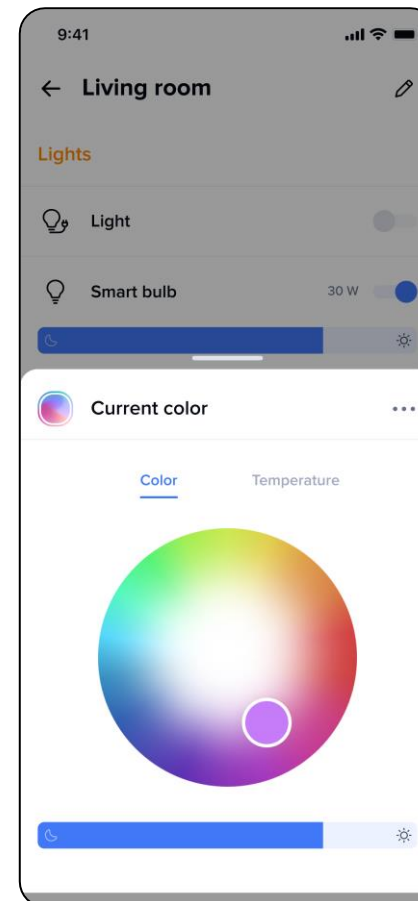 9:41
Living room
Lights
Light
Smart bulb 30 W
Current color
Color Temperature